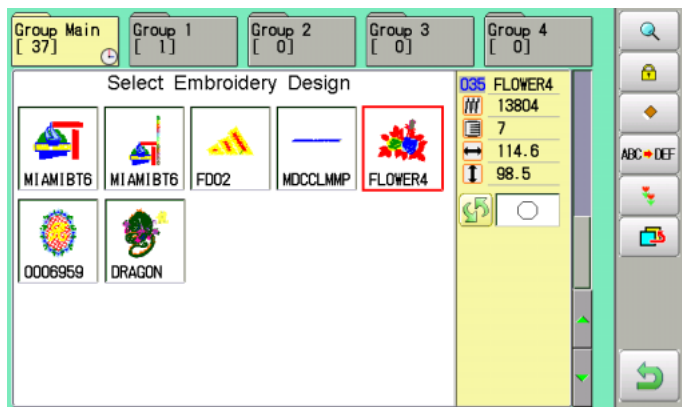 Group Main
[ 37]
Group 1
[ 1]
Group 2
[ 0]
Group 3
[ 0]
Group 4
[ 0]
Select Embroidery Design
035 FLOWER4
13804
7
114.6
98.5
MIAMIBT6
MIAMIBT6
FD02
MDCCLMMP
FLOWER4
0006959
DRAGON
ABC DEF